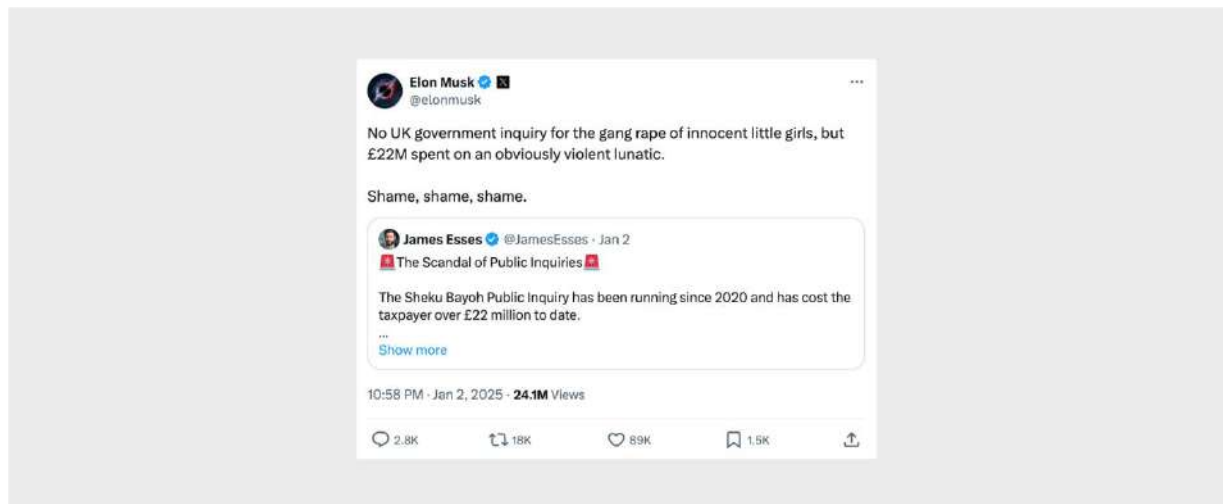 Elon Musk
@elonmusk
No UK government inquiry for the gang rape of innocent little girls, but
£22M spent on an obviously violent lunatic.
Shame, shame, shame.
James Esses @JamesEsses · Jan 2
🚨The Scandal of Public Inquiries🚨
The Sheku Bayoh Public Inquiry has been running since 2020 and has cost the
taxpayer over £22 million to date.
...
Show more
10:58 PM · Jan 2, 2025 · 24.1M Views
2.8K 18K 89K 1.5K